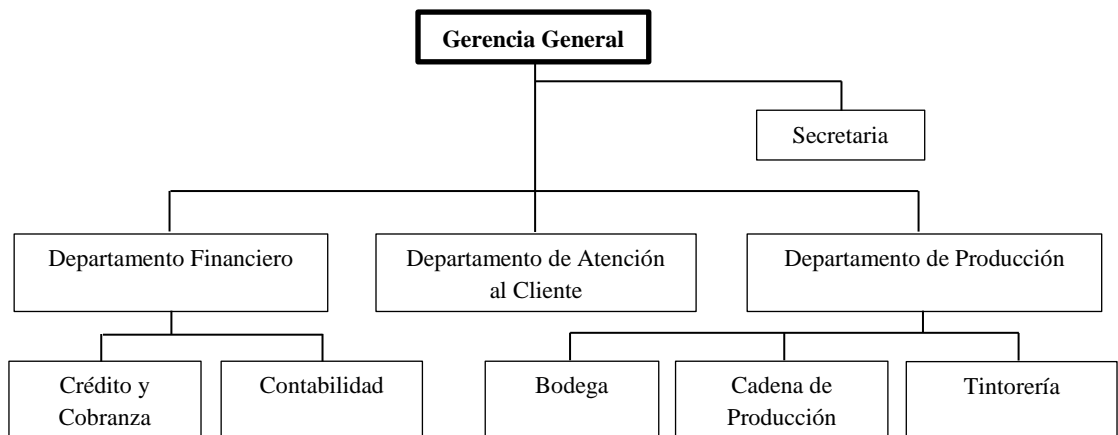 Gerencia General
Secretaria
Departamento Financiero
Departamento de Atención
al Cliente
Departamento de Producción
Crédito y
Cobranza
Contabilidad
Bodega
Cadena de
Producción
Tintorería